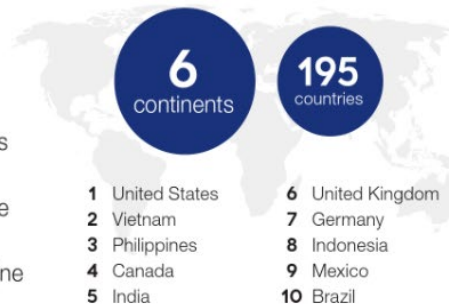 6
continents
195
countries
1 United States
2 Vietnam
3 Philippines
4 Canada
5 India
6 United Kingdom
7 Germany
8 Indonesia
9 Mexico
10 Brazil